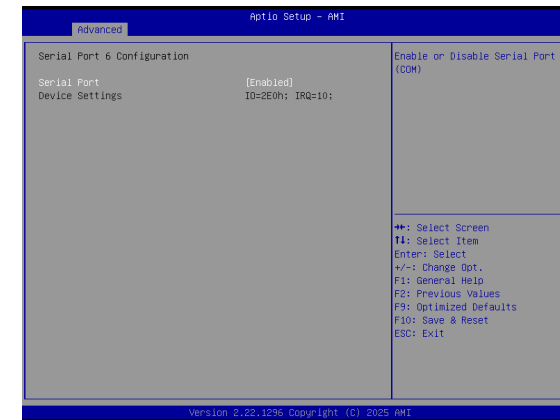 Aptio Setup – AMI
Advanced
Serial Port 6 Configuration
Serial Port [Enabled]
Device Settings IO=2E0h; IRQ=10;
Enable or Disable Serial Port
(COM)
→←: Select Screen
↑↓: Select Item
Enter: Select
+/-: Change Opt.
F1: General Help
F2: Previous Values
F9: Optimized Defaults
F10: Save & Reset
ESC: Exit
Version 2.22.1296 Copyright (C) 2025 AMI